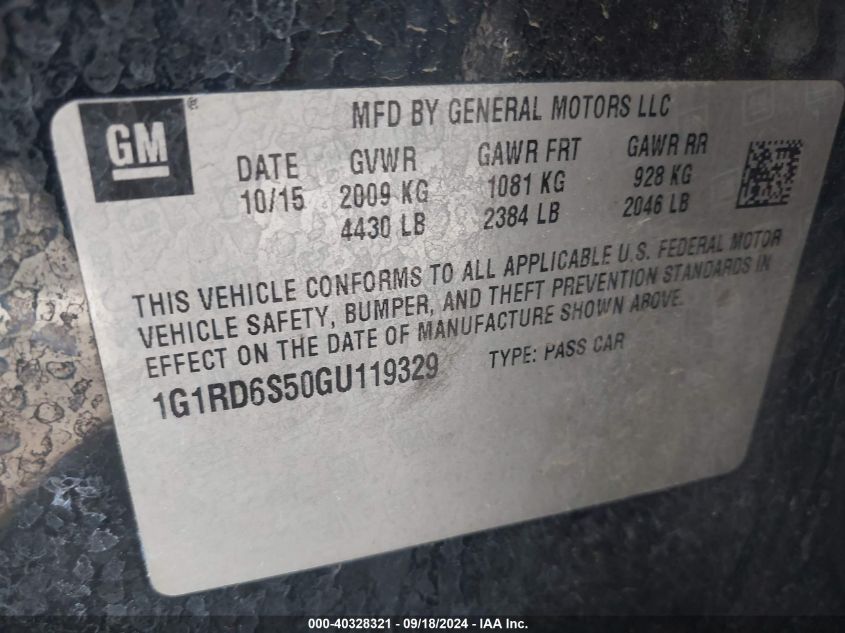 GM®
MFD BY GENERAL MOTORS LLC
DATE GVWR GAWR FRT GAWR RR
10/15 2009 KG 1081 KG 928 KG
4430 LB 2384 LB 2046 LB
THIS VEHICLE CONFORMS TO ALL APPLICABLE U.S. FEDERAL MOTOR
VEHICLE SAFETY, BUMPER, AND THEFT PREVENTION STANDARDS IN
EFFECT ON THE DATE OF MANUFACTURE SHOWN ABOVE.
1G1RD6S50GU119329 TYPE: PASS CAR
000-40328321 - 09/18/2024 - IAA Inc.